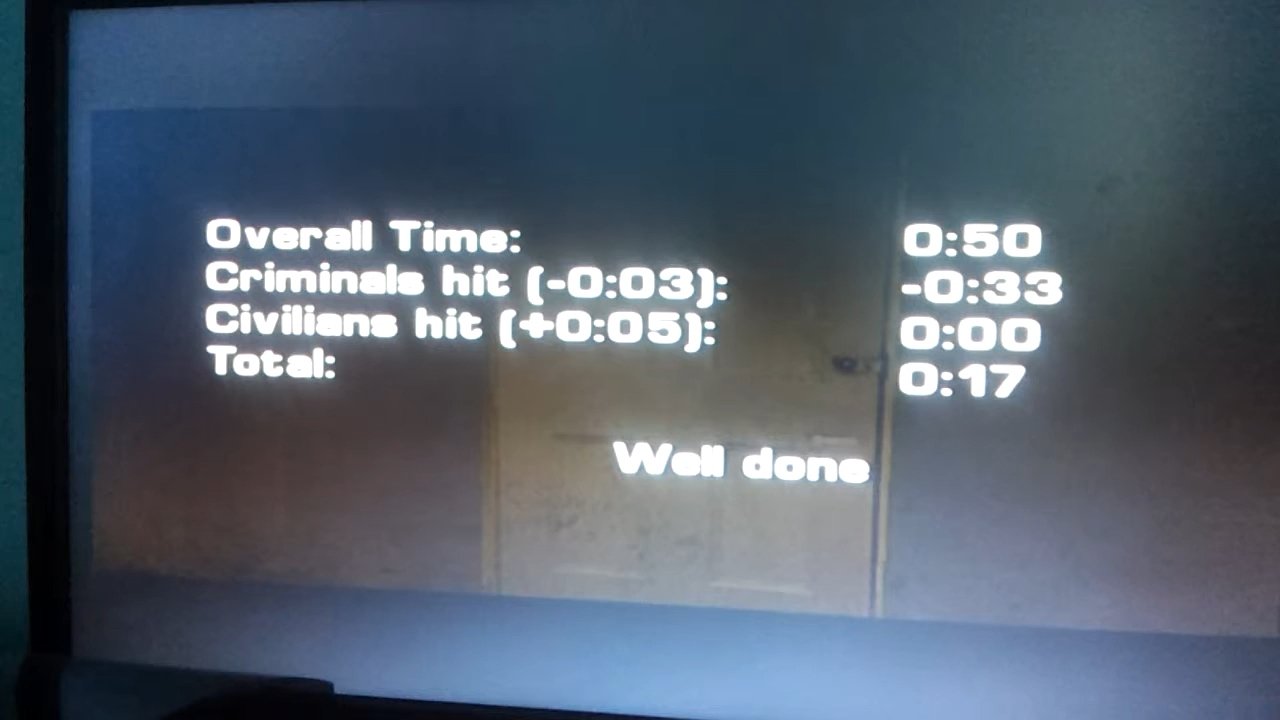 Overall Time: 0:50
Criminals hit (-0:03): -0:33
Civilians hit (+0:05): 0:00
Total: 0:17
Well done